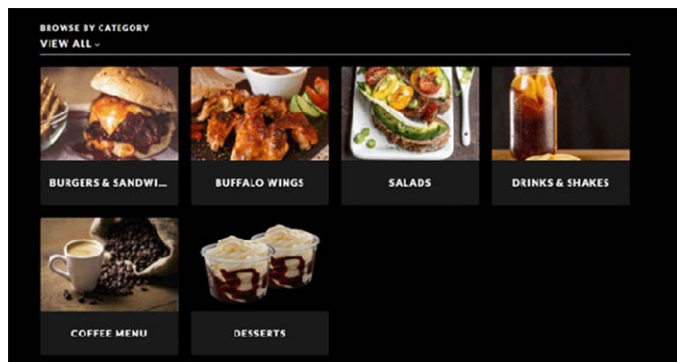 BROWSE BY CATEGORY
VIEW ALL
BURGERS & SANDWI...
BUFFALO WINGS
SALADS
DRINKS & SHAKES
COFFEE MENU
DESSERTS